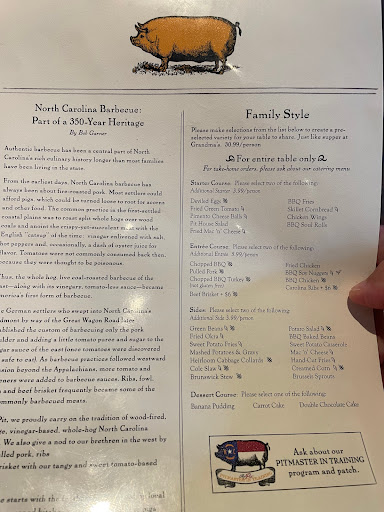 North Carolina Barbecue:
Part of a 350-Year Heritage
By Bob Garner
Authentic barbecue has been a central part of North
Carolina's rich culinary history longer than most families
have been living in the state.
From the earliest days, North Carolina barbecue has
always been about fire-roasted pork. Most settlers could
afford pigs, which could be turned loose to root for acorns
and other food. The common practice in the first-settled
coastal plains was to roast split whole hogs over wood
coals and anoint the crispy-yet-succulent with the
English "catsup" of the time: vinegar enlivened with salt,
hot peppers and, occasionally, a dash of oyster juice for
flavor. Tomatoes were not commonly consumed back then
because they were thought to be poisonous.
Thus, the whole hog, live coal-roasted barbecue of the
east—along with its vinegary, tomato-less sauce—became
America's first form of barbecue.
German settlers who swept into North Carolina's
Piedmont by way of the Great Wagon Road later
established the custom of barbecuing only the pork
shoulder and adding a little tomato puree and sugar to the
vinegar sauce of the east (once tomatoes were discovered
safe to eat). As barbecue practices followed westward
expansion beyond the Appalachians, more tomato and
sweeteners were added to barbecue sauces. Ribs, fowl,
and beef brisket frequently became some of the
commonly barbecued meats.
Pit, we proudly carry on the tradition of wood-fired,
vinegar-based, whole-hog North Carolina
We also give a nod to our brethren in the west by
pulled pork, ribs
brisket with our tangy and sweet tomato-based
starts with the
Family Style
Please make selections from the list below to create a pre-
selected variety for your table to share. Just like supper at
Grandma's. 30.99/person
For entire table only
For take-home orders, please ask about our catering menu
Starter Course: Please select two of the following:
Additional Starter 3.99/person
Deviled Eggs
Fried Green Tomato
Pimento Cheese Balls
Pit House Salad
Fried Mac 'n' Cheese
BBQ Fries
Skillet Cornbread
Chicken Wings
BBQ Soul Rolls
Entrée Course: Please select two of the following:
Additional Entrée 5.99/person
Chopped BBQ
Pulled Pork
Chopped BBQ Turkey
(not gluten free)
Beef Brisket + $6
Fried Chicken
BBQ Soy Nuggets
BBQ Chicken
Carolina Ribs + $6
Sides: Please select two of the following:
Additional Side 3.99/person
Green Beans
Fried Okra
Sweet Potato Fries
Mashed Potatoes & Gravy
Heirloom Cabbage Collards
Cole Slaw
Brunswick Stew
Potato Salad
BBQ Baked Beans
Sweet Potato Casserole
Mac 'n' Cheese
Hand-Cut Fries
Creamed Corn
Brussels Sprouts
Dessert Course: Please select one of the following:
Banana Pudding Carrot Cake Double Chocolate Cake
Ask about our
PITMASTER IN TRAINING
program and patch.